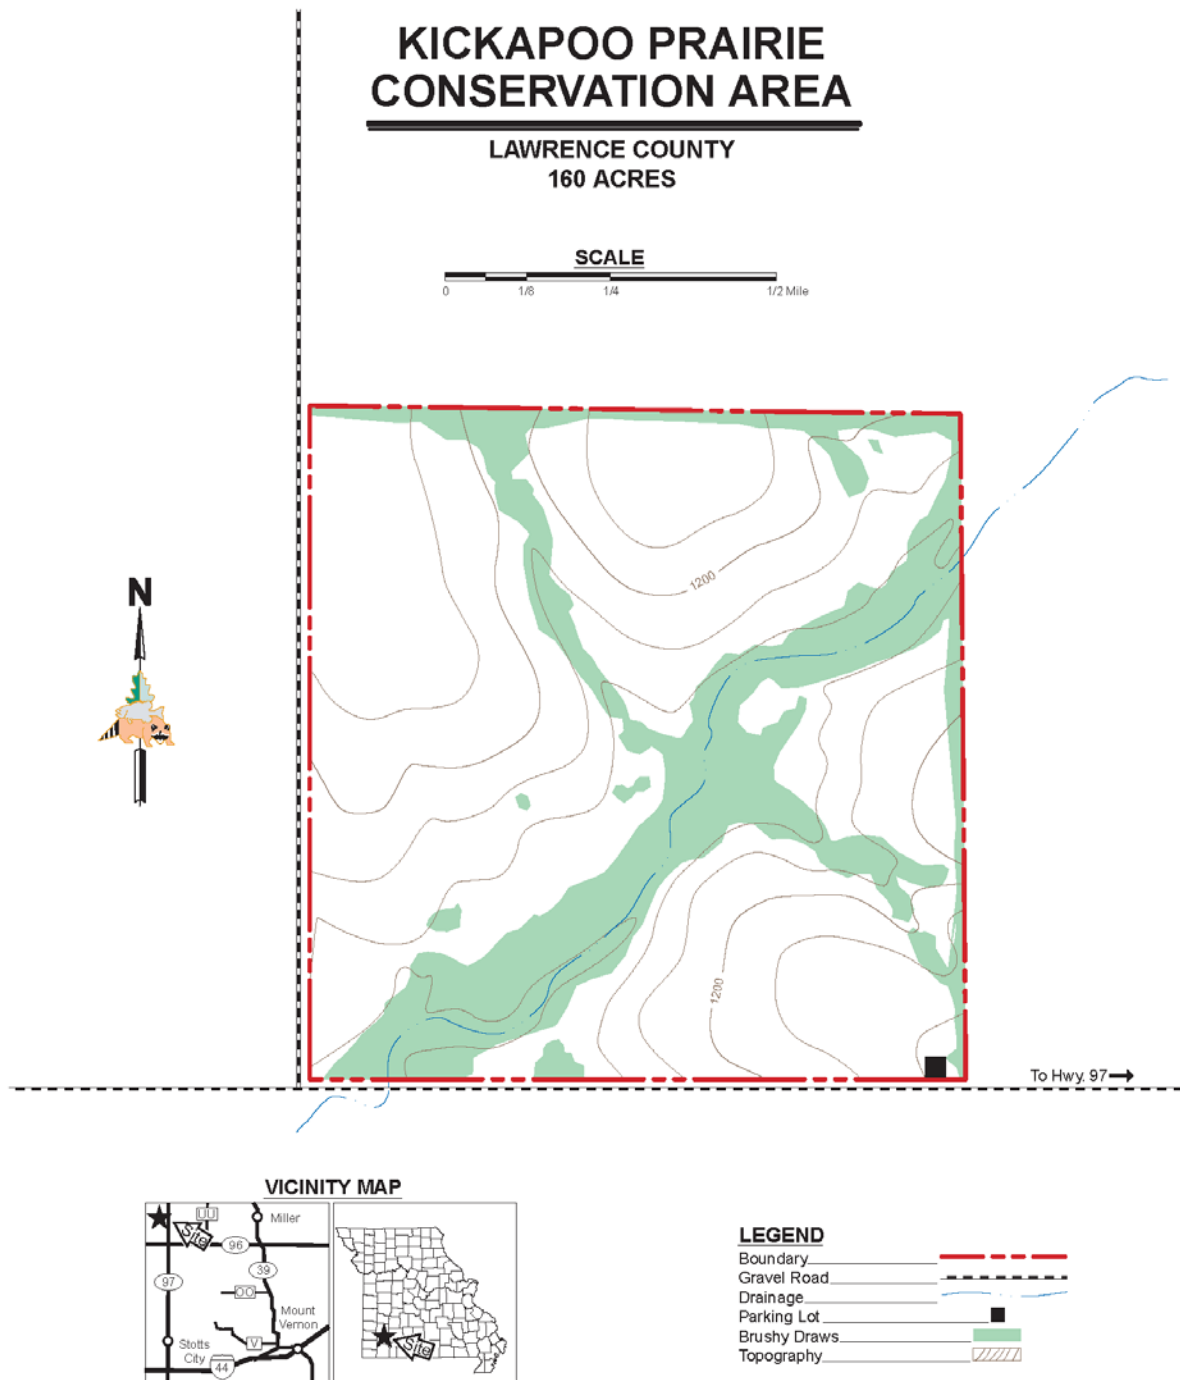 KICKAPOO PRAIRIE
CONSERVATION AREA
LAWRENCE COUNTY
160 ACRES
SCALE
0 1/8 1/4 1/2 Mile
N
1200
1200
To Hwy. 97
VICINITY MAP
UU
Miller
Site
96
97
39
OO
Mount
Vernon
V
Stotts
City
44
Site
LEGEND
Boundary
Gravel Road
Drainage
Parking Lot
Brushy Draws
Topography